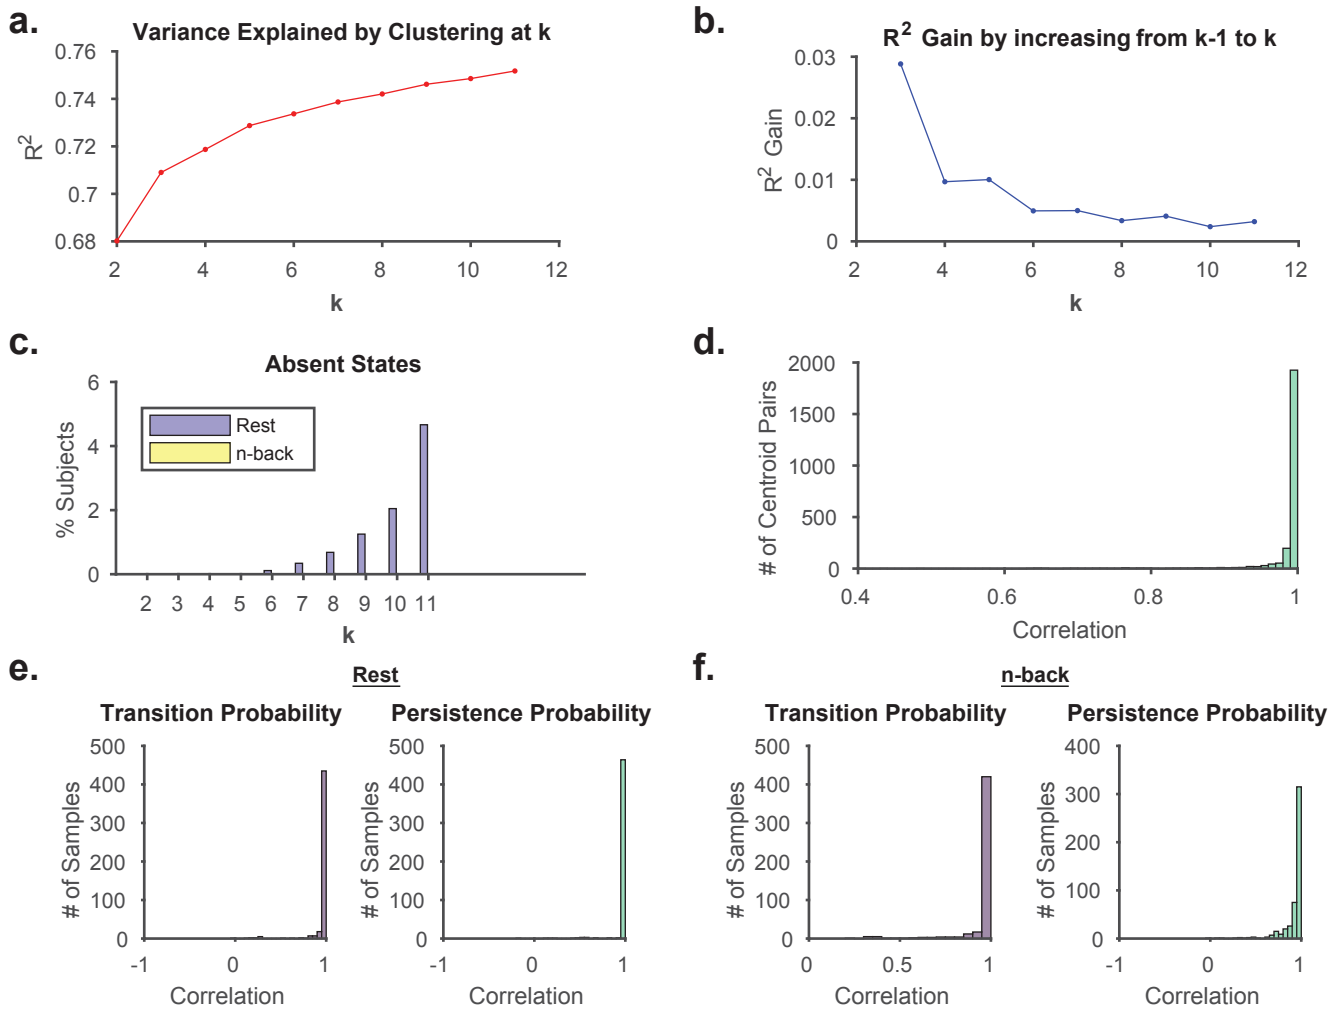 a.
Variance Explained by Clustering at k
R²
0.76
0.74
0.72
0.7
0.68
2 4 6 8 10 12
k
b.
R² Gain by increasing from k-1 to k
R² Gain
0.03
0.02
0.01
0
2 4 6 8 10 12
k
c.
Absent States
% Subjects
6
4
2
0
Rest
n-back
2 3 4 5 6 7 8 9 10 11
k
d.
# of Centroid Pairs
2000
1500
1000
500
0
0.4 0.6 0.8 1
Correlation
e.
Rest
Transition Probability
# of Samples
500
400
300
200
100
0
-1 0 1
Correlation
Persistence Probability
# of Samples
500
400
300
200
100
0
-1 0 1
Correlation
f.
n-back
Transition Probability
# of Samples
500
400
300
200
100
0
0 0.5 1
Correlation
Persistence Probability
# of Samples
400
300
200
100
0
-1 0 1
Correlation